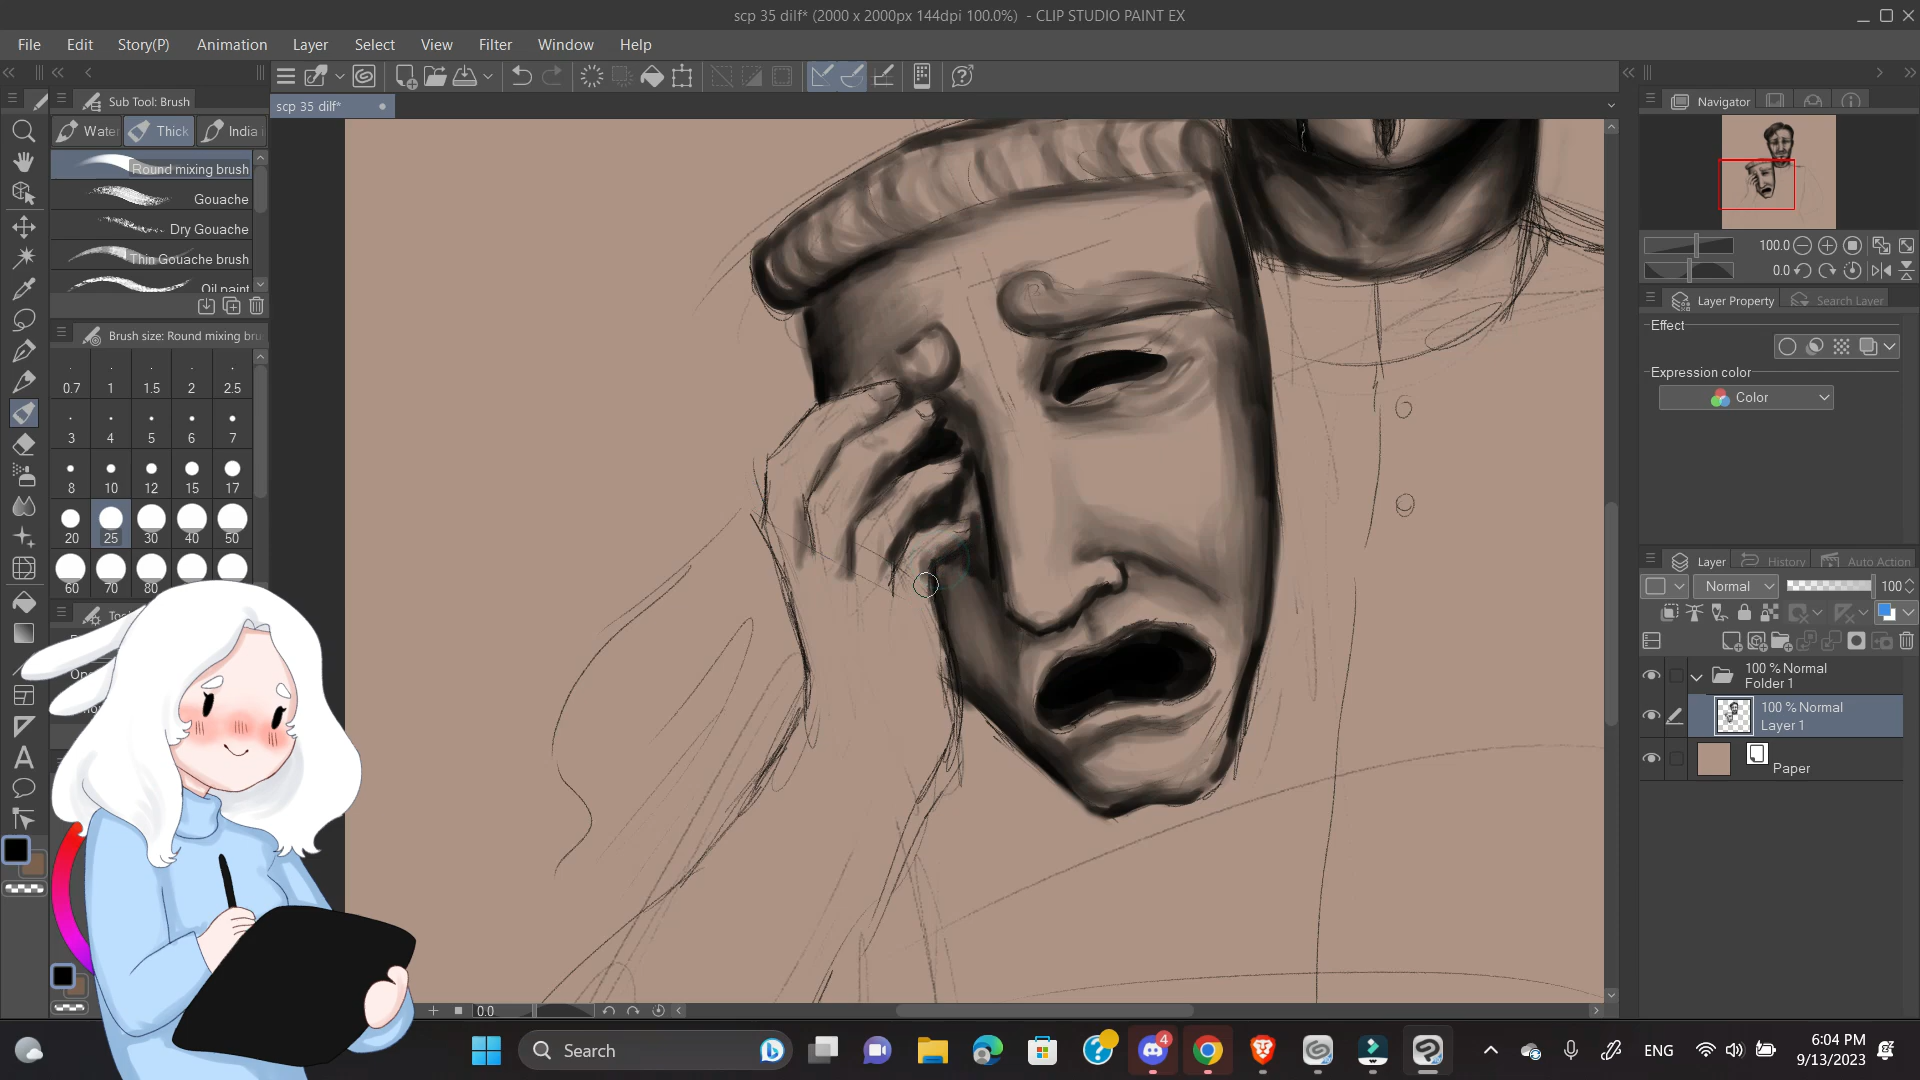 scp 35 dilf* (2000 x 2000px 144dpi 100.0%) - CLIP STUDIO PAINT EX
File Edit Story(P) Animation Layer Select View Filter Window Help
Sub Tool: Brush
scp 35 dilf*
Navigator
Thick India
Round mixing brush
Gouache
Dry Gouache
Thin Gouache brush
Oil paint
100.0
0.0
Layer Property Search Layer
Effect
Expression color
Color
Brush size: Round mixing bru
0.7 1 1.5 2 2.5
3 4 5 6 7
8 10 12 15 17
20 25 30 40 50
60 70 80
Layer History Auto Action
Normal 100
100 % Normal
Folder 1
100 % Normal
Layer 1
Paper
A
0.0
Search
4
ENG
6:04 PM
9/13/2023